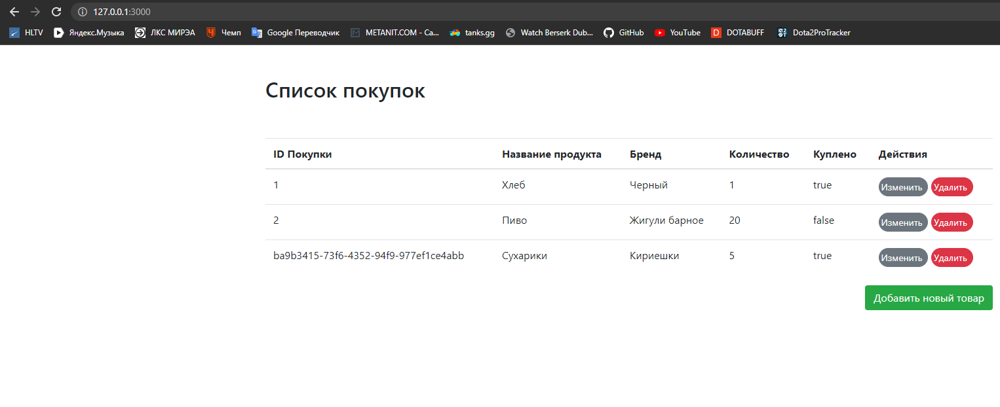 127.0.0.1:3000
HLTV Яндекс.Музыка ЛКС МИРЭА Чемп Google Переводчик METANIT.COM - Са... tanks.gg Watch Berserk Dub... GitHub YouTube DOTABUFF Dota2ProTracker
Список покупок
ID Покупки Название продукта Бренд Количество Куплено Действия
1 Хлеб Черный 1 true Изменить Удалить
2 Пиво Жигули барное 20 false Изменить Удалить
ba9b3415-73f6-4352-94f9-977ef1ce4abb Сухарики Кириешки 5 true Изменить Удалить
Добавить новый товар